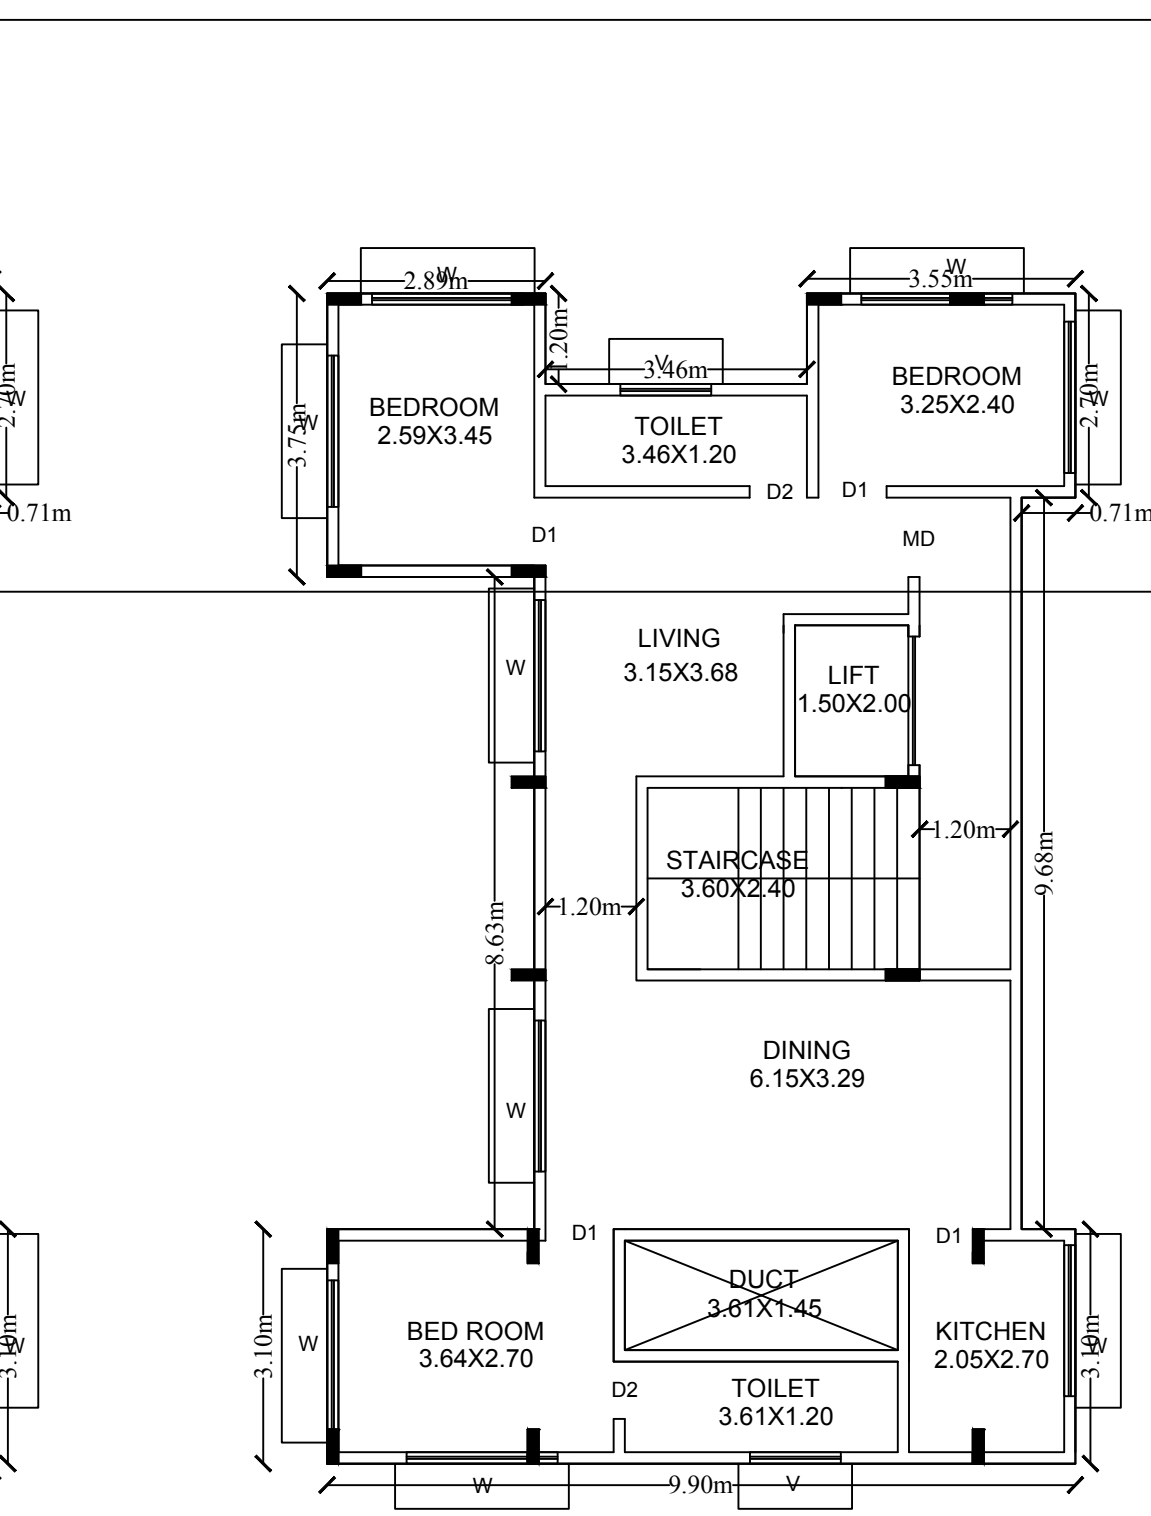 W
2.89m
W
3.55m
1.20m
V
3.46m
2.70m
W
BEDROOM
3.25X2.40
2.70m
W
BEDROOM
2.59X3.45
3.75m
W
TOILET
3.46X1.20
D2
D1
0.71m
0.71m
D1
MD
LIVING
3.15X3.68
W
LIFT
1.50X2.00
1.20m
STAIRCASE
3.60X2.40
9.68m
1.20m
8.63m
DINING
6.15X3.29
W
D1
D1
DUCT
3.61X1.45
3.10m
W
3.10m
W
BED ROOM
3.64X2.70
KITCHEN
2.05X2.70
3.10m
W
D2
TOILET
3.61X1.20
W
9.90m
V